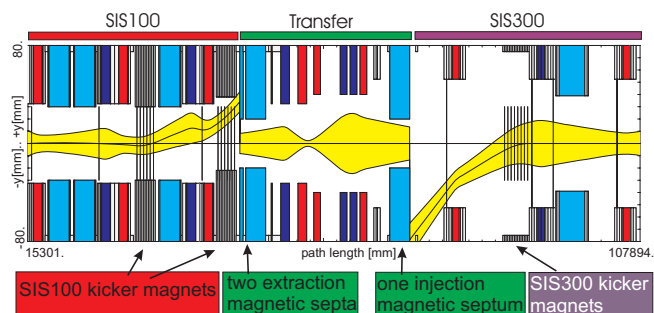 SIS100 Transfer SIS300
80.
-y[mm].. +y[mm]
-80.
15301. path length [mm] 107894.
SIS100 kicker magnets
two extraction
magnetic septa
one injection
magnetic septum
SIS300 kicker
magnets